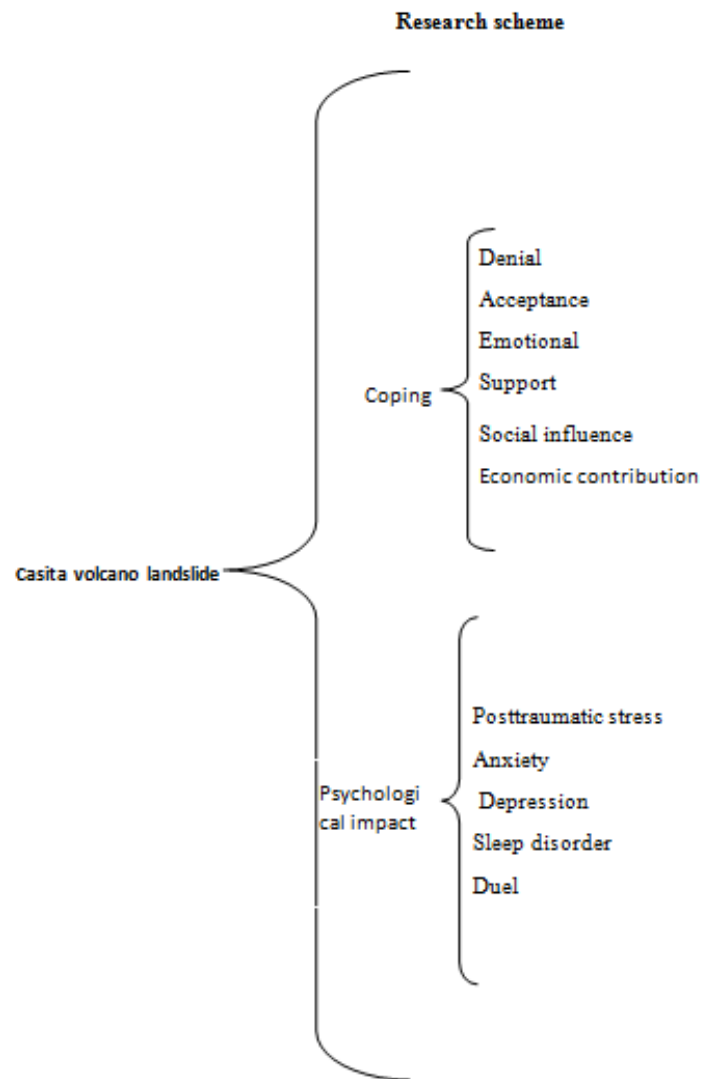 Research scheme
Denial
Acceptance
Emotional
Support
Coping
Social influence
Economic contribution
Casita volcano landslide
Posttraumatic stress
Anxiety
Psychologi
cal impact
Depression
Sleep disorder
Duel